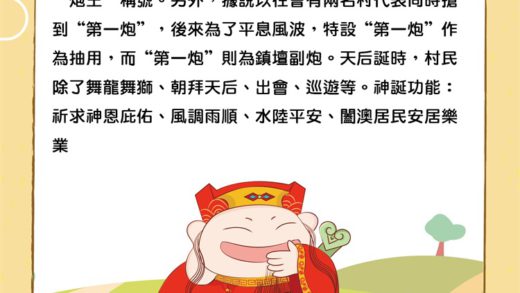 “炮王”稱號。另外，據說以往曾有兩名村代表同時搶
到“第一炮”，後來為了平息風波，特設“第一炮”作
為抽用，而“第一炮”則為鎮壇副炮。天后誕時，村民
除了舞龍舞獅、朝拜天后、出會、巡遊等。神誕功能：
祈求神恩庇佑、風調雨順、水陸平安、闔澳居民安居樂
業